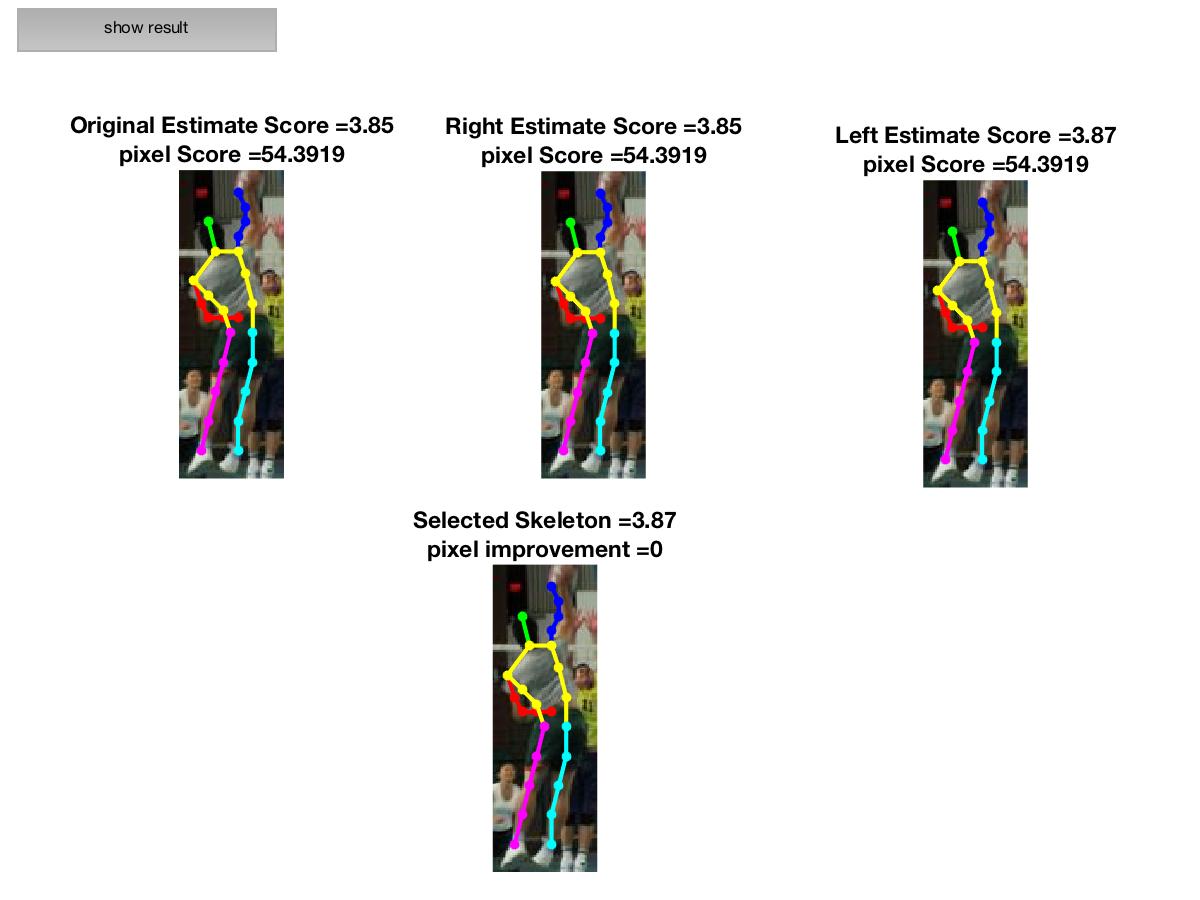 show result
Original Estimate Score =3.85
pixel Score =54.3919
Right Estimate Score =3.85
pixel Score =54.3919
Left Estimate Score =3.87
pixel Score =54.3919
Selected Skeleton =3.87
pixel improvement =0